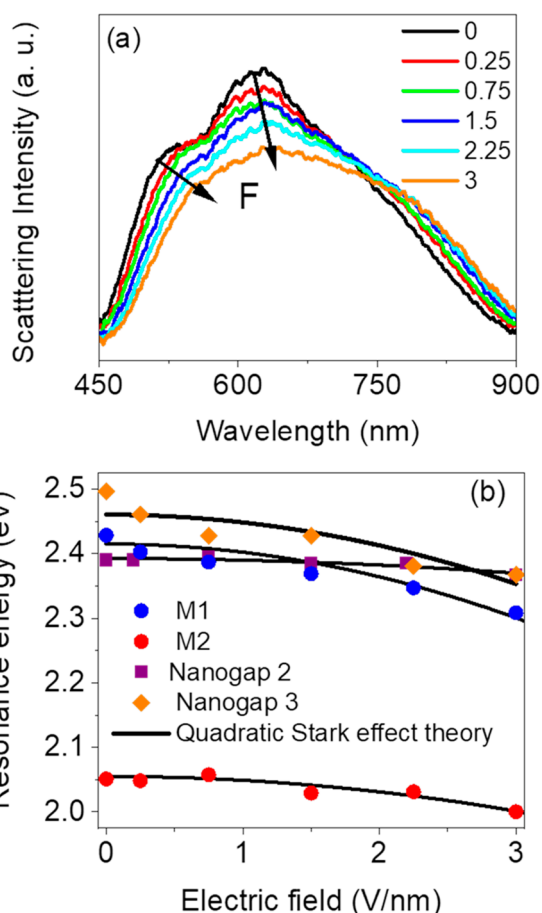 (a)
0
0.25
0.75
1.5
2.25
3
F
Scatttering Intensity (a. u.)
450 600 750 900
Wavelength (nm)
(b)
2.5
2.4
2.3
2.2
2.1
2.0
M1
M2
Nanogap 2
Nanogap 3
Quadratic Stark effect theory
energy (eV)
0 1 2 3
Electric field (V/nm)